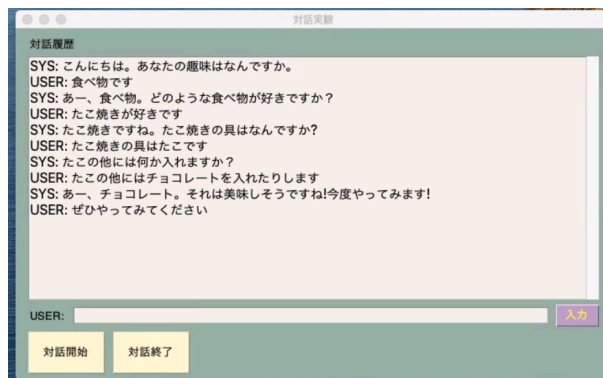 対話実験
対話履歴
SYS: こんにちは。あなたの趣味はなんですか。
USER: 食べ物です
SYS: あー、食べ物。どのような食べ物が好きですか？
USER: たこ焼きが好きです
SYS: たこ焼きですね。たこ焼きの具はなんですか?
USER: たこ焼きの具はたこです
SYS: たこの他には何か入れますか？
USER: たこの他にはチョコレートを入れたりします
SYS: あー、チョコレート。それは美味しそうですね!今度やってみます!
USER: ぜひやってみてください
USER:
入力
対話開始
対話終了